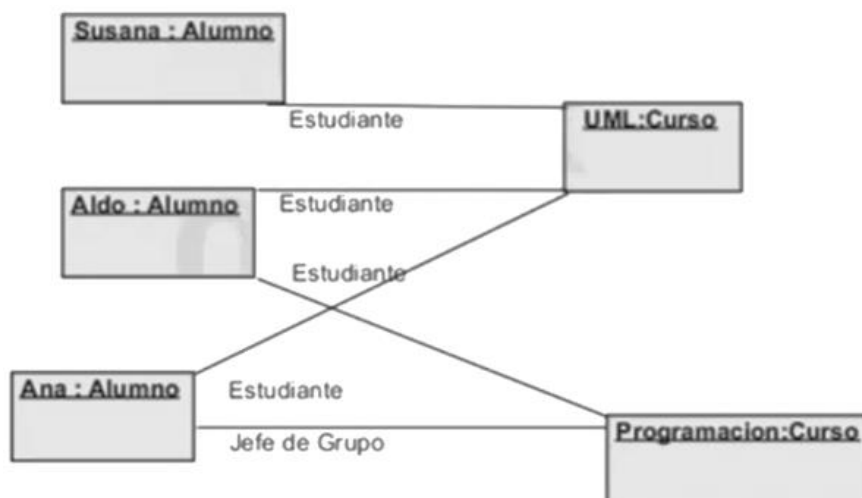 Susana : Alumno
Estudiante
UML:Curso
Aldo : Alumno
Estudiante
Estudiante
Ana : Alumno
Estudiante
Jefe de Grupo
Programacion:Curso